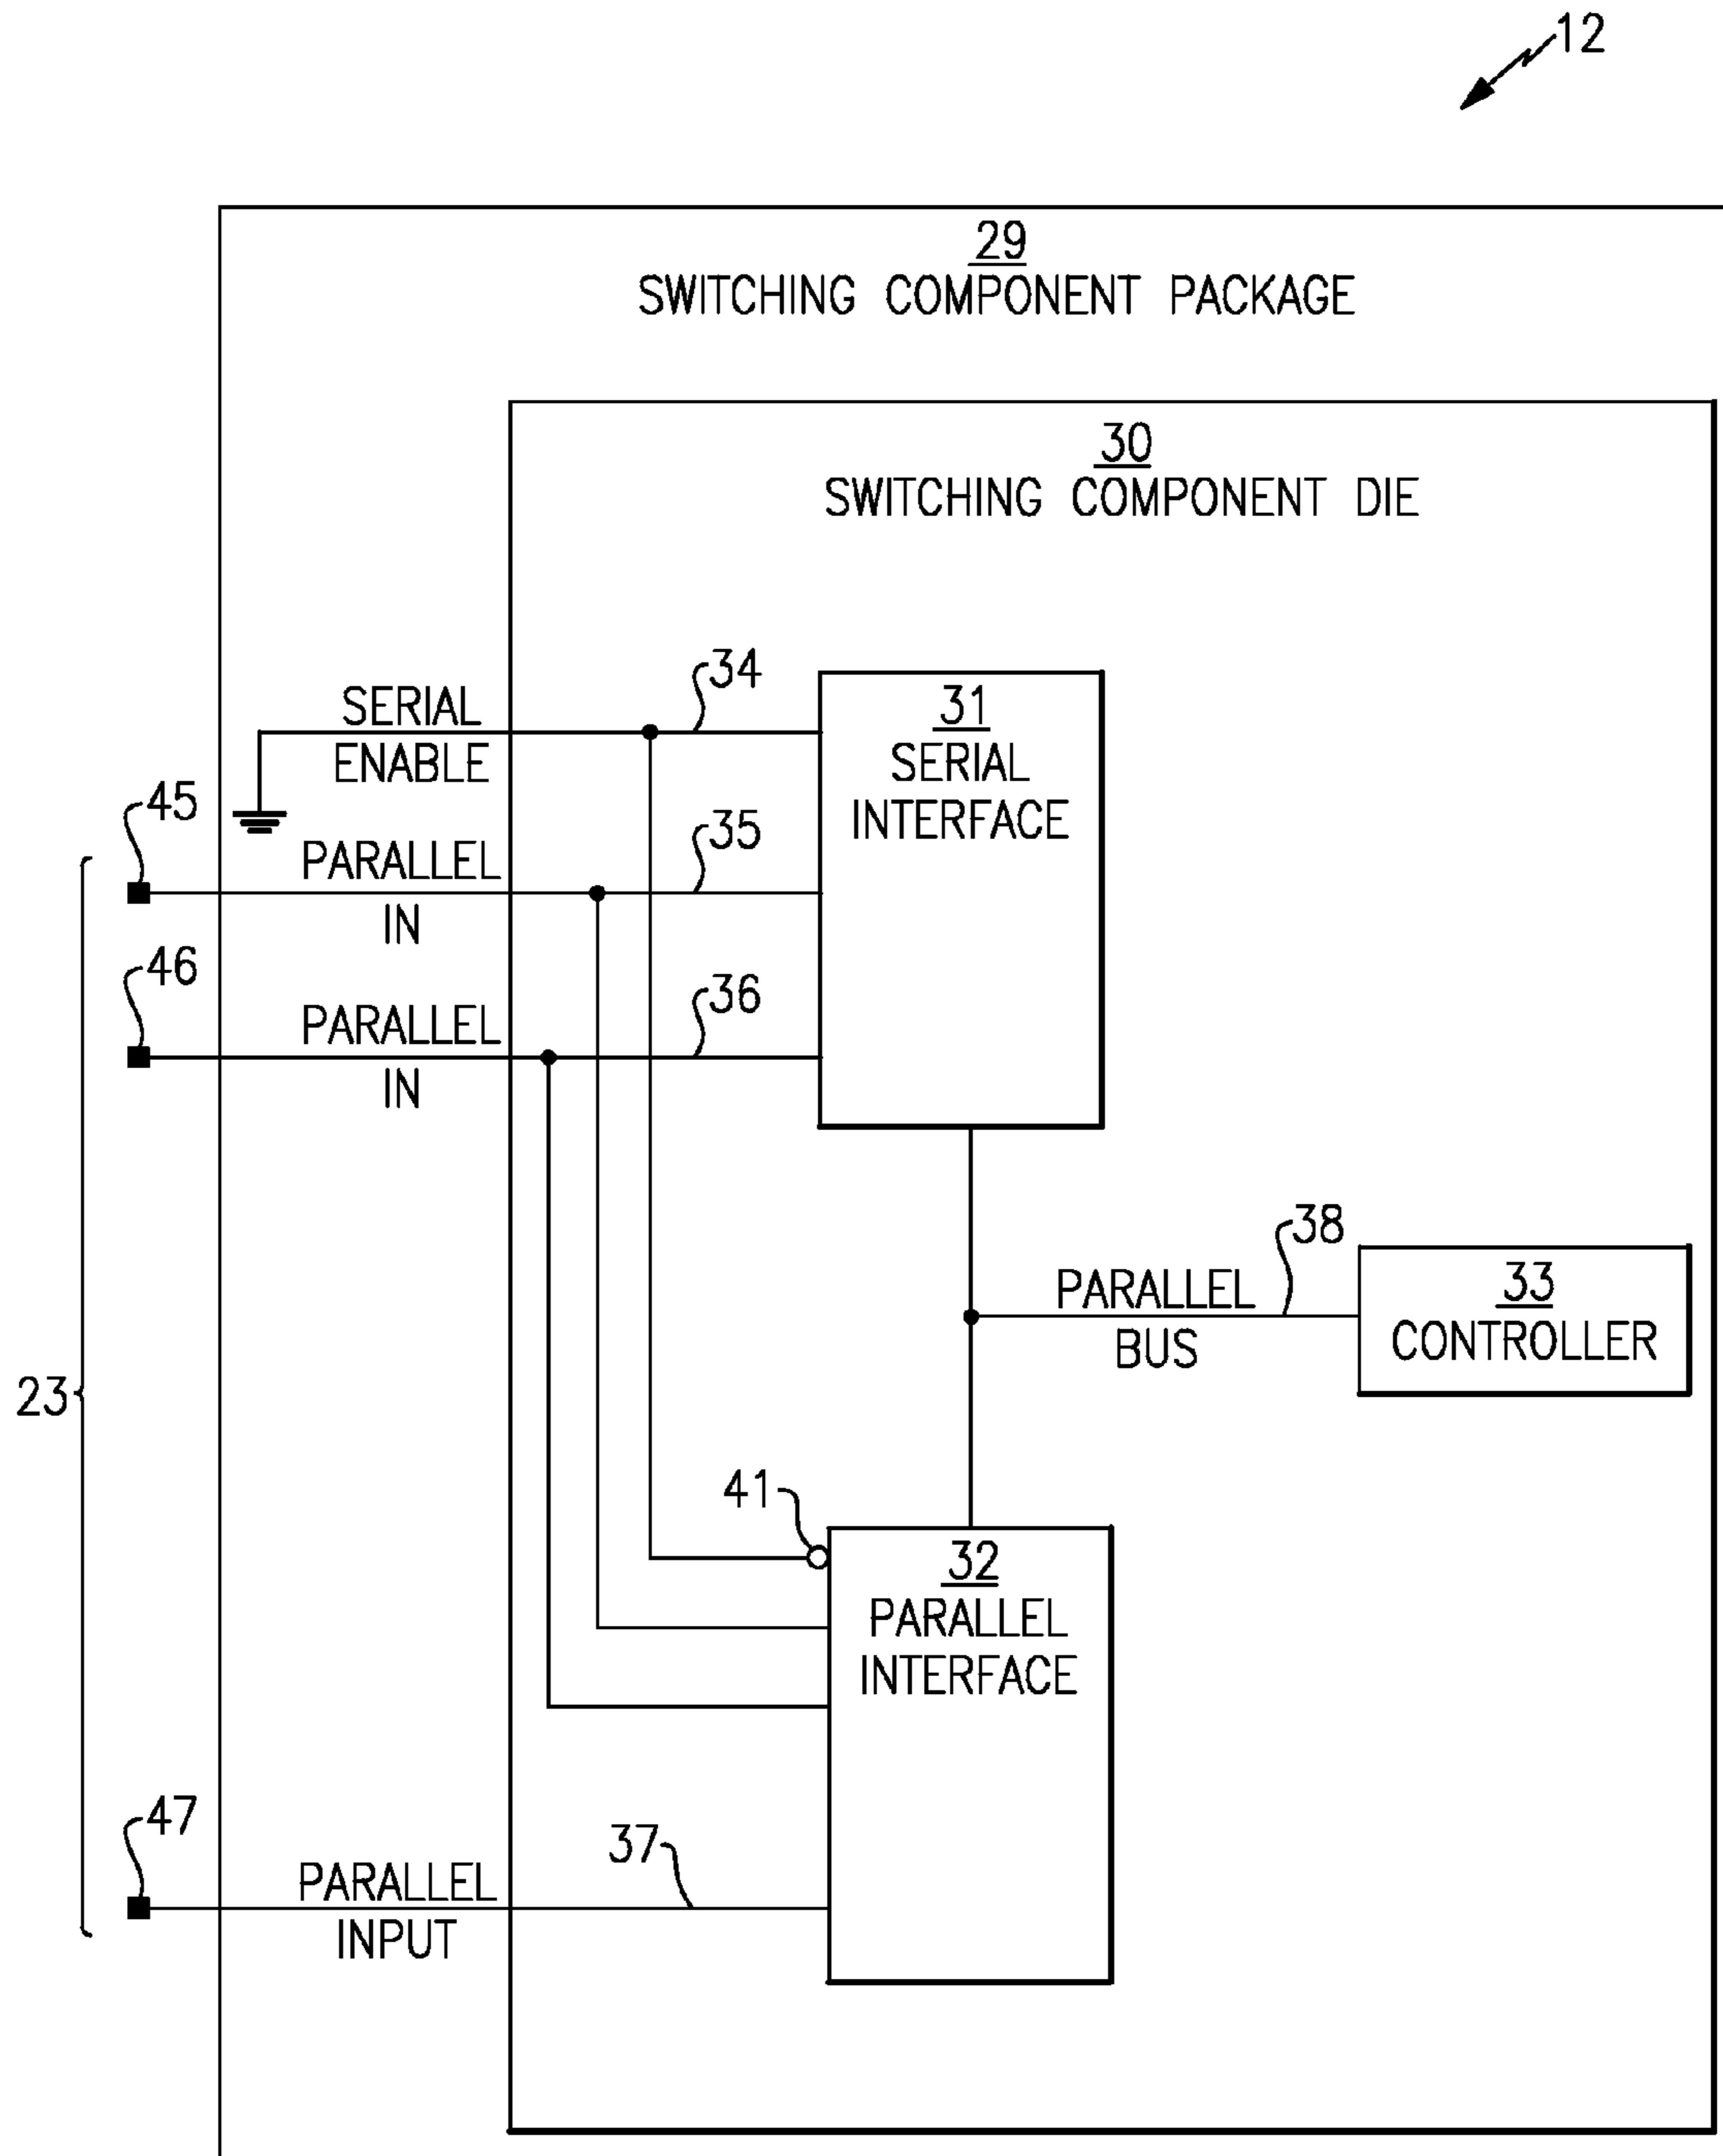 12
29
SWITCHING COMPONENT PACKAGE
30
SWITCHING COMPONENT DIE
34
SERIAL
ENABLE
31
SERIAL
INTERFACE
45
35
PARALLEL
IN
46
36
PARALLEL
IN
38
PARALLEL
BUS
33
CONTROLLER
23
41
32
PARALLEL
INTERFACE
47
37
PARALLEL
INPUT